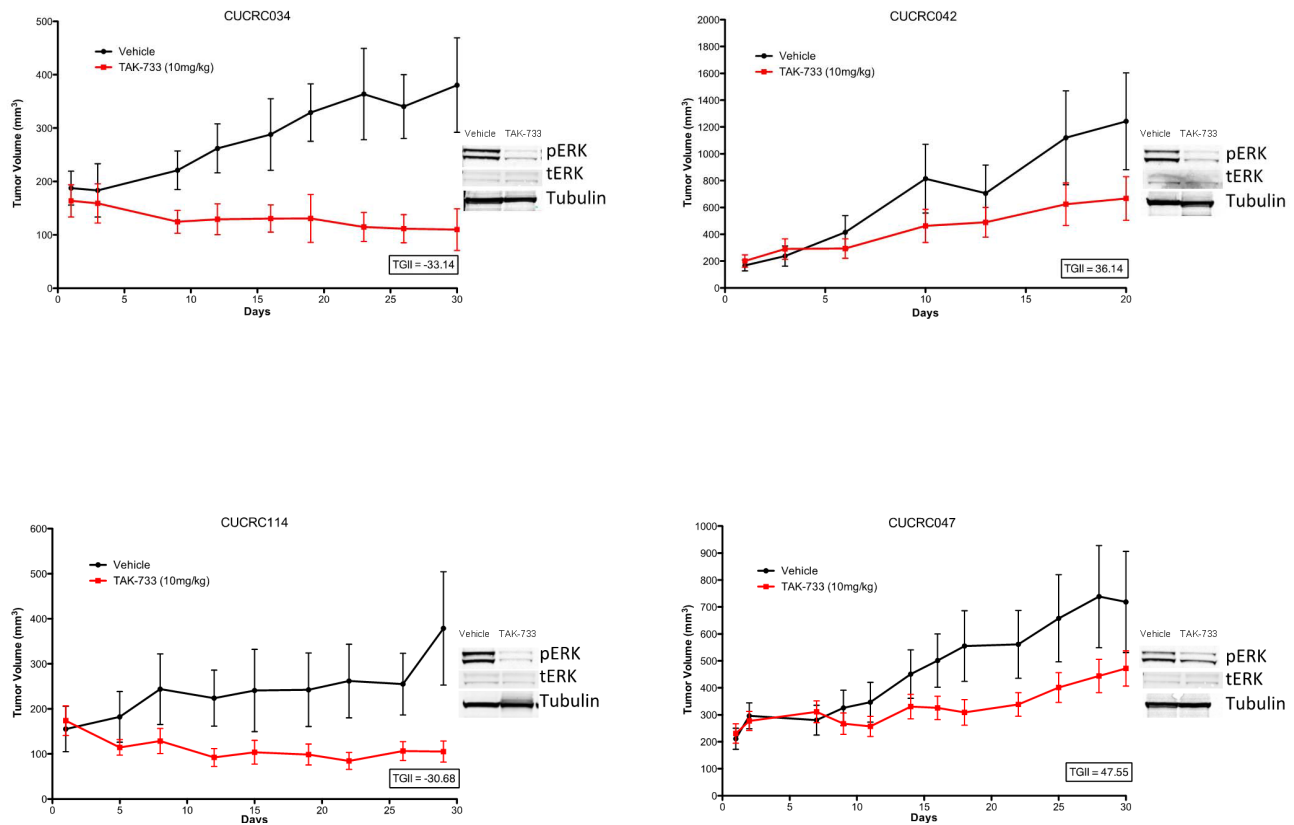 CUCRC034
Tumor Volume (mm³)
500
400
300
200
100
0
Vehicle
TAK-733 (10mg/kg)
TGII = -33.14
0 5 10 15 20 25 30
Days
Vehicle TAK-733
pERK
tERK
Tubulin
CUCRC042
Tumor Volume (mm³)
2000
1800
1600
1400
1200
1000
800
600
400
200
0
Vehicle
TAK-733 (10mg/kg)
TGII = 36.14
0 5 10 15 20
Days
Vehicle TAK-733
pERK
tERK
Tubulin
CUCRC114
Tumor Volume (mm³)
600
500
400
300
200
100
0
Vehicle
TAK-733 (10mg/kg)
TGII = -30.68
0 5 10 15 20 25 30
Days
Vehicle TAK-733
pERK
tERK
Tubulin
CUCRC047
Tumor Volume (mm³)
1000
900
800
700
600
500
400
300
200
100
0
Vehicle
TAK-733 (10mg/kg)
TGII = 47.55
0 5 10 15 20 25 30
Days
Vehicle TAK-733
pERK
tERK
Tubulin